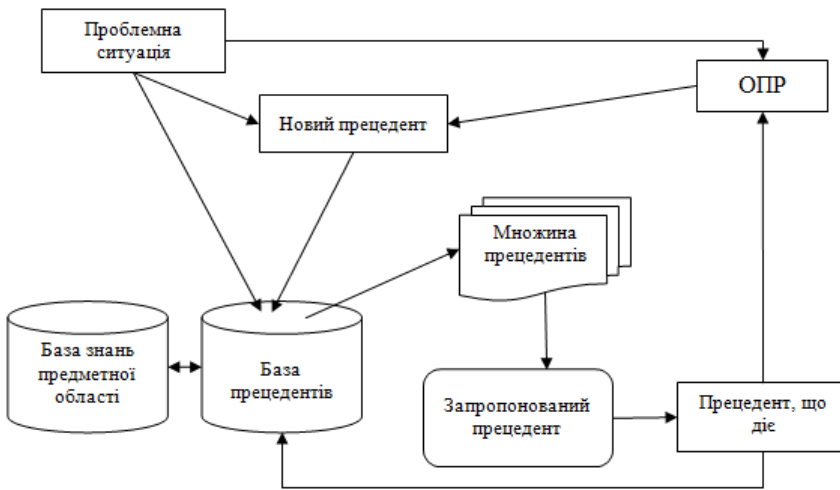 Проблемна
ситуація
ОПР
Новий прецедент
Множина
прецедентів
База знань
предметної
області
База
прецедентів
Запропонований
прецедент
Прецедент, що
діє